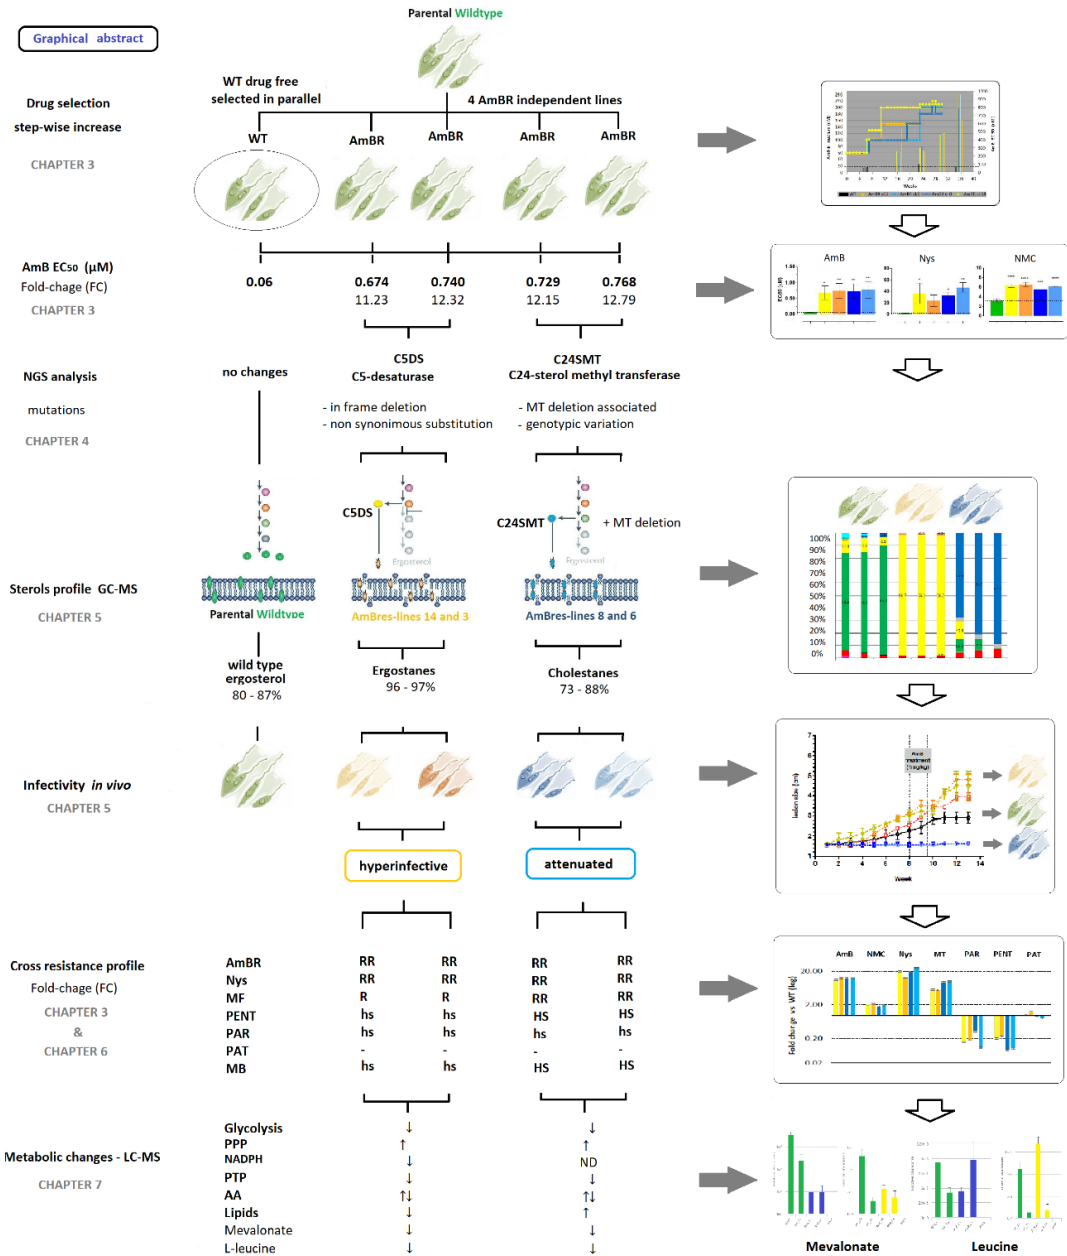 Graphical abstract
Parental Wildtype
WT drug free
selected in parallel
4 AmBR independent lines
Drug selection
step-wise increase
CHAPTER 3
WT
AmBR
AmBR
AmBR
AmBR
AmB EC50 (µM)
Fold-chage (FC)
CHAPTER 3
0.06
0.674
0.740
0.729
0.768
11.23
12.32
12.15
12.79
AmB
Nys
NMC
NGS analysis
mutations
CHAPTER 4
no changes
C5DS
C5-desaturase
- in frame deletion
- non synonimous substitution
C24SMT
C24-sterol methyl transferase
- MT deletion associated
- genotypic variation
C5DS
Ergosterol
C24SMT
+ MT deletion
Ergosterol
Sterols profile GC-MS
CHAPTER 5
Parental Wildtype
AmBres-lines 14 and 3
AmBres-lines 8 and 6
100%
90%
80%
70%
60%
50%
40%
30%
20%
10%
0%
wild type
ergosterol
80 - 87%
Ergostanes
96 - 97%
Cholestanes
73 - 88%
Infectivity in vivo
CHAPTER 5
hyperinfective
attenuated
Week
Cross resistance profile
Fold-chage (FC)
CHAPTER 3
&
CHAPTER 6
AmBR RR RR RR RR
Nys RR RR RR RR
MF R R RR RR
PENT hs hs HS HS
PAR hs hs hs hs
PAT - - - -
MB hs hs HS HS
AmB NMC Nys MT PAR PENT PAT
Fold change vs WT (log)
20.00
2.00
0.20
0.02
Metabolic changes - LC-MS
CHAPTER 7
Glycolysis ↓ ↓
PPP ↑ ↑
NADPH ↓ ND
PTP ↓ ↓
AA ↑↓ ↑↓
Lipids ↓ ↑
Mevalonate ↓ ↓
L-leucine ↓ ↓
Mevalonate
Leucine